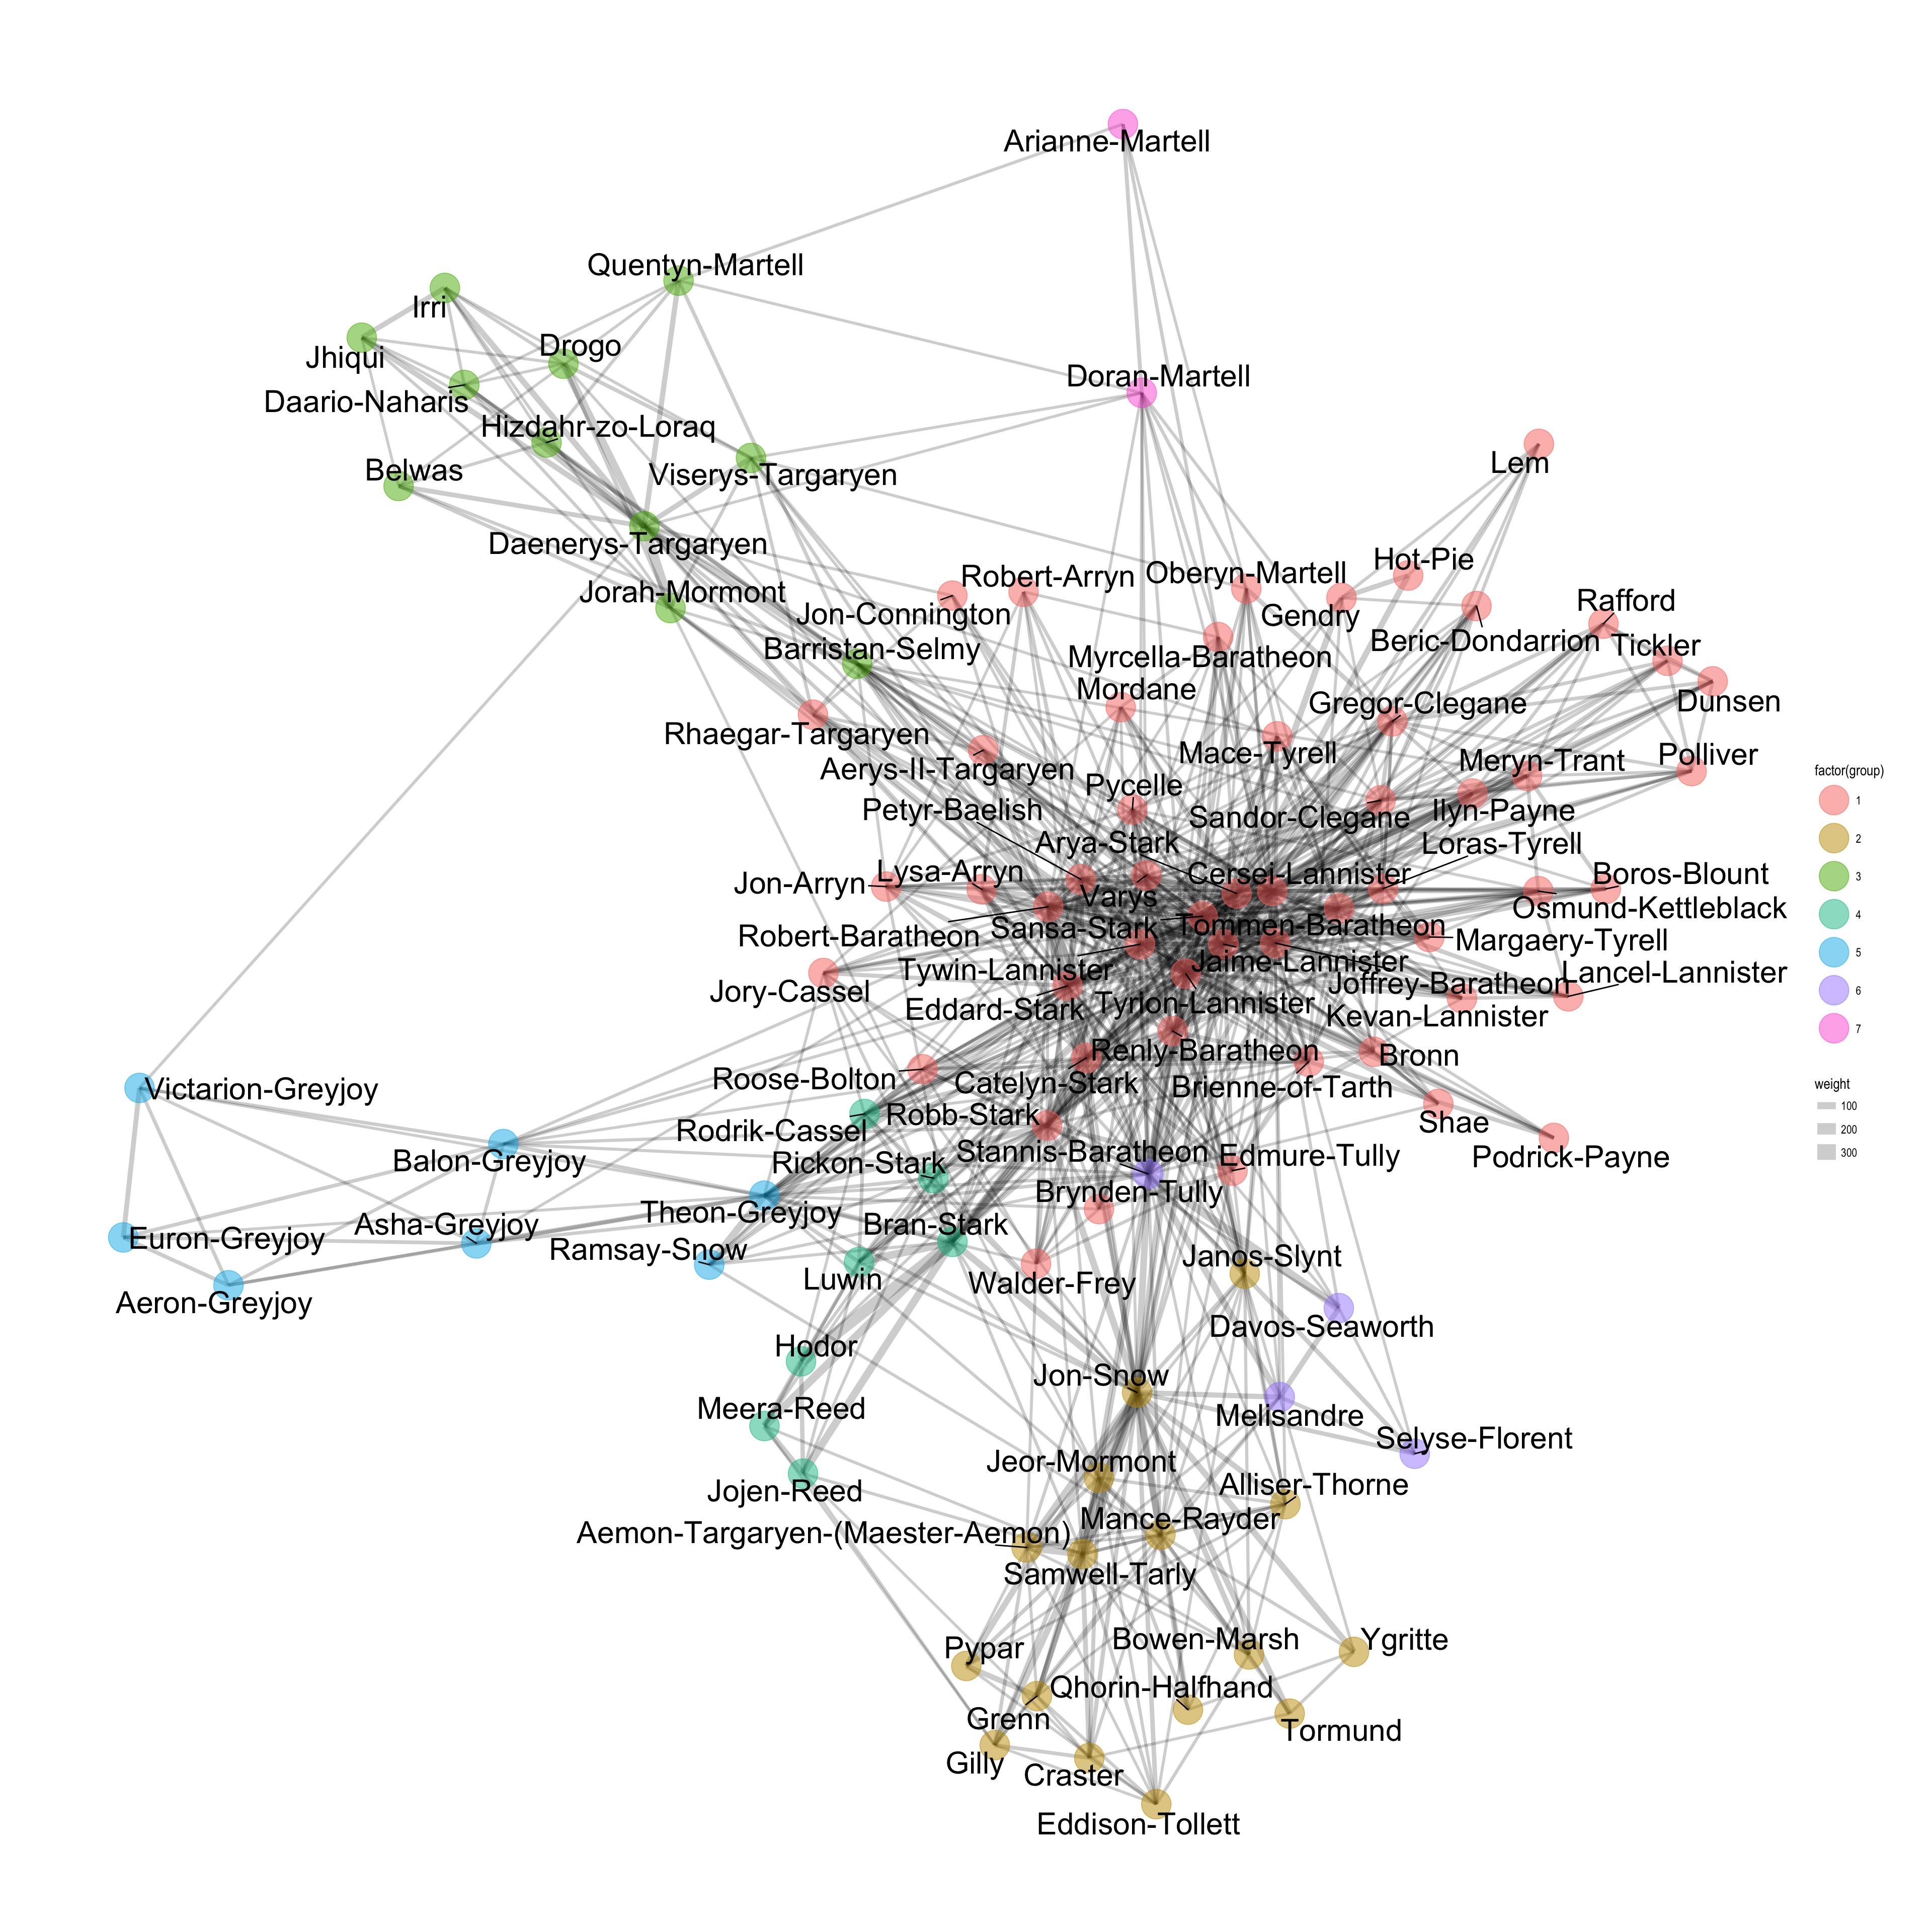 Arianne-Martell
Quentyn-Martell
Irri
Drogo
Jhiqui
Doran-Martell
Daario-Naharis
Hizdahr-zo-Loraq
Belwas
Viserys-Targaryen
Lem
Daenerys-Targaryen
Hot-Pie
Robert-Arryn
Oberyn-Martell
Jorah-Mormont
Rafford
Jon-Connington
Gendry
Beric-Dondarrion
Tickler
Barristan-Selmy
Myrcella-Baratheon
Mordane
Gregor-Clegane
Dunsen
Rhaegar-Targaryen
Mace-Tyrell
Polliver
Meryn-Trant
Aerys-II-Targaryen
Pycelle
factor(group)
Petyr-Baelish
Sandor-Clegane
Ilyn-Payne
1
Arya-Stark
Loras-Tyrell
2
Lysa-Arryn
Cersei-Lannister
Boros-Blount
3
Jon-Arryn
Varys
Osmund-Kettleblack
4
Robert-Baratheon
Sansa-Stark
Tommen-Baratheon
Margaery-Tyrell
5
Tywin-Lannister
Jaime-Lannister
Lancel-Lannister
6
Jory-Cassel
Eddard-Stark
Tyrion-Lannister
Joffrey-Baratheon
Kevan-Lannister
7
Roose-Bolton
Renly-Baratheon
Bronn
Catelyn-Stark
Brienne-of-Tarth
weight
Victarion-Greyjoy
100
Robb-Stark
Shae
200
Rodrik-Cassel
Stannis-Baratheon
Edmure-Tully
Podrick-Payne
300
Balon-Greyjoy
Rickon-Stark
Brynden-Tully
Theon-Greyjoy
Asha-Greyjoy
Bran-Stark
Euron-Greyjoy
Ramsay-Snow
Janos-Slynt
Luwin
Walder-Frey
Aeron-Greyjoy
Davos-Seaworth
Hodor
Jon-Snow
Meera-Reed
Melisandre
Selyse-Florent
Jeor-Mormont
Alliser-Thorne
Jojen-Reed
Mance-Rayder
Aemon-Targaryen-(Maester-Aemon)
Samwell-Tarly
Pypar
Bowen-Marsh
Ygritte
Qhorin-Halfhand
Grenn
Tormund
Gilly
Craster
Eddison-Tollett